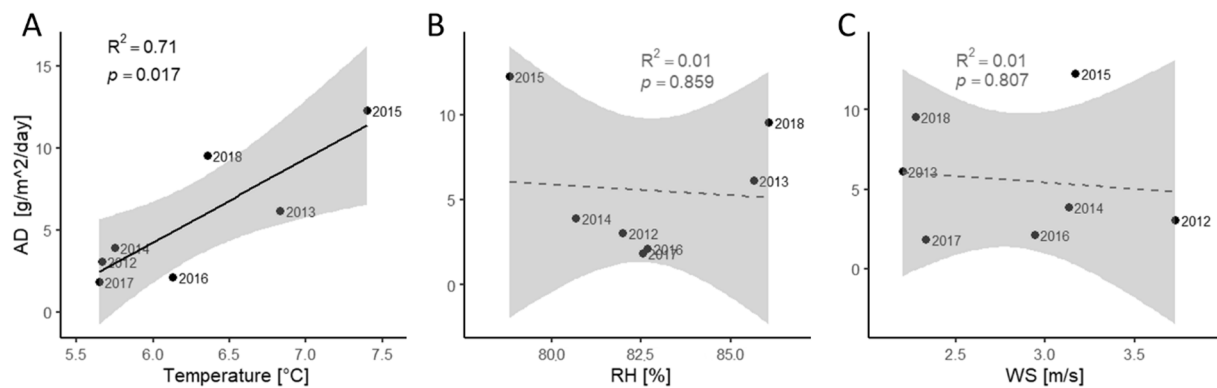 A
R² = 0.71
p = 0.017
AD [g/m^2/day]
15
10
5
0
2015
2018
2013
2014
2012
2017
2016
5.5 6.0 6.5 7.0 7.5
Temperature [°C]
B
R² = 0.01
p = 0.859
10
5
0
2015
2018
2013
2014
2012
2016
2017
80.0 82.5 85.0
RH [%]
C
R² = 0.01
p = 0.807
10
5
0
2015
2018
2013
2014
2012
2016
2017
2.5 3.0 3.5
WS [m/s]